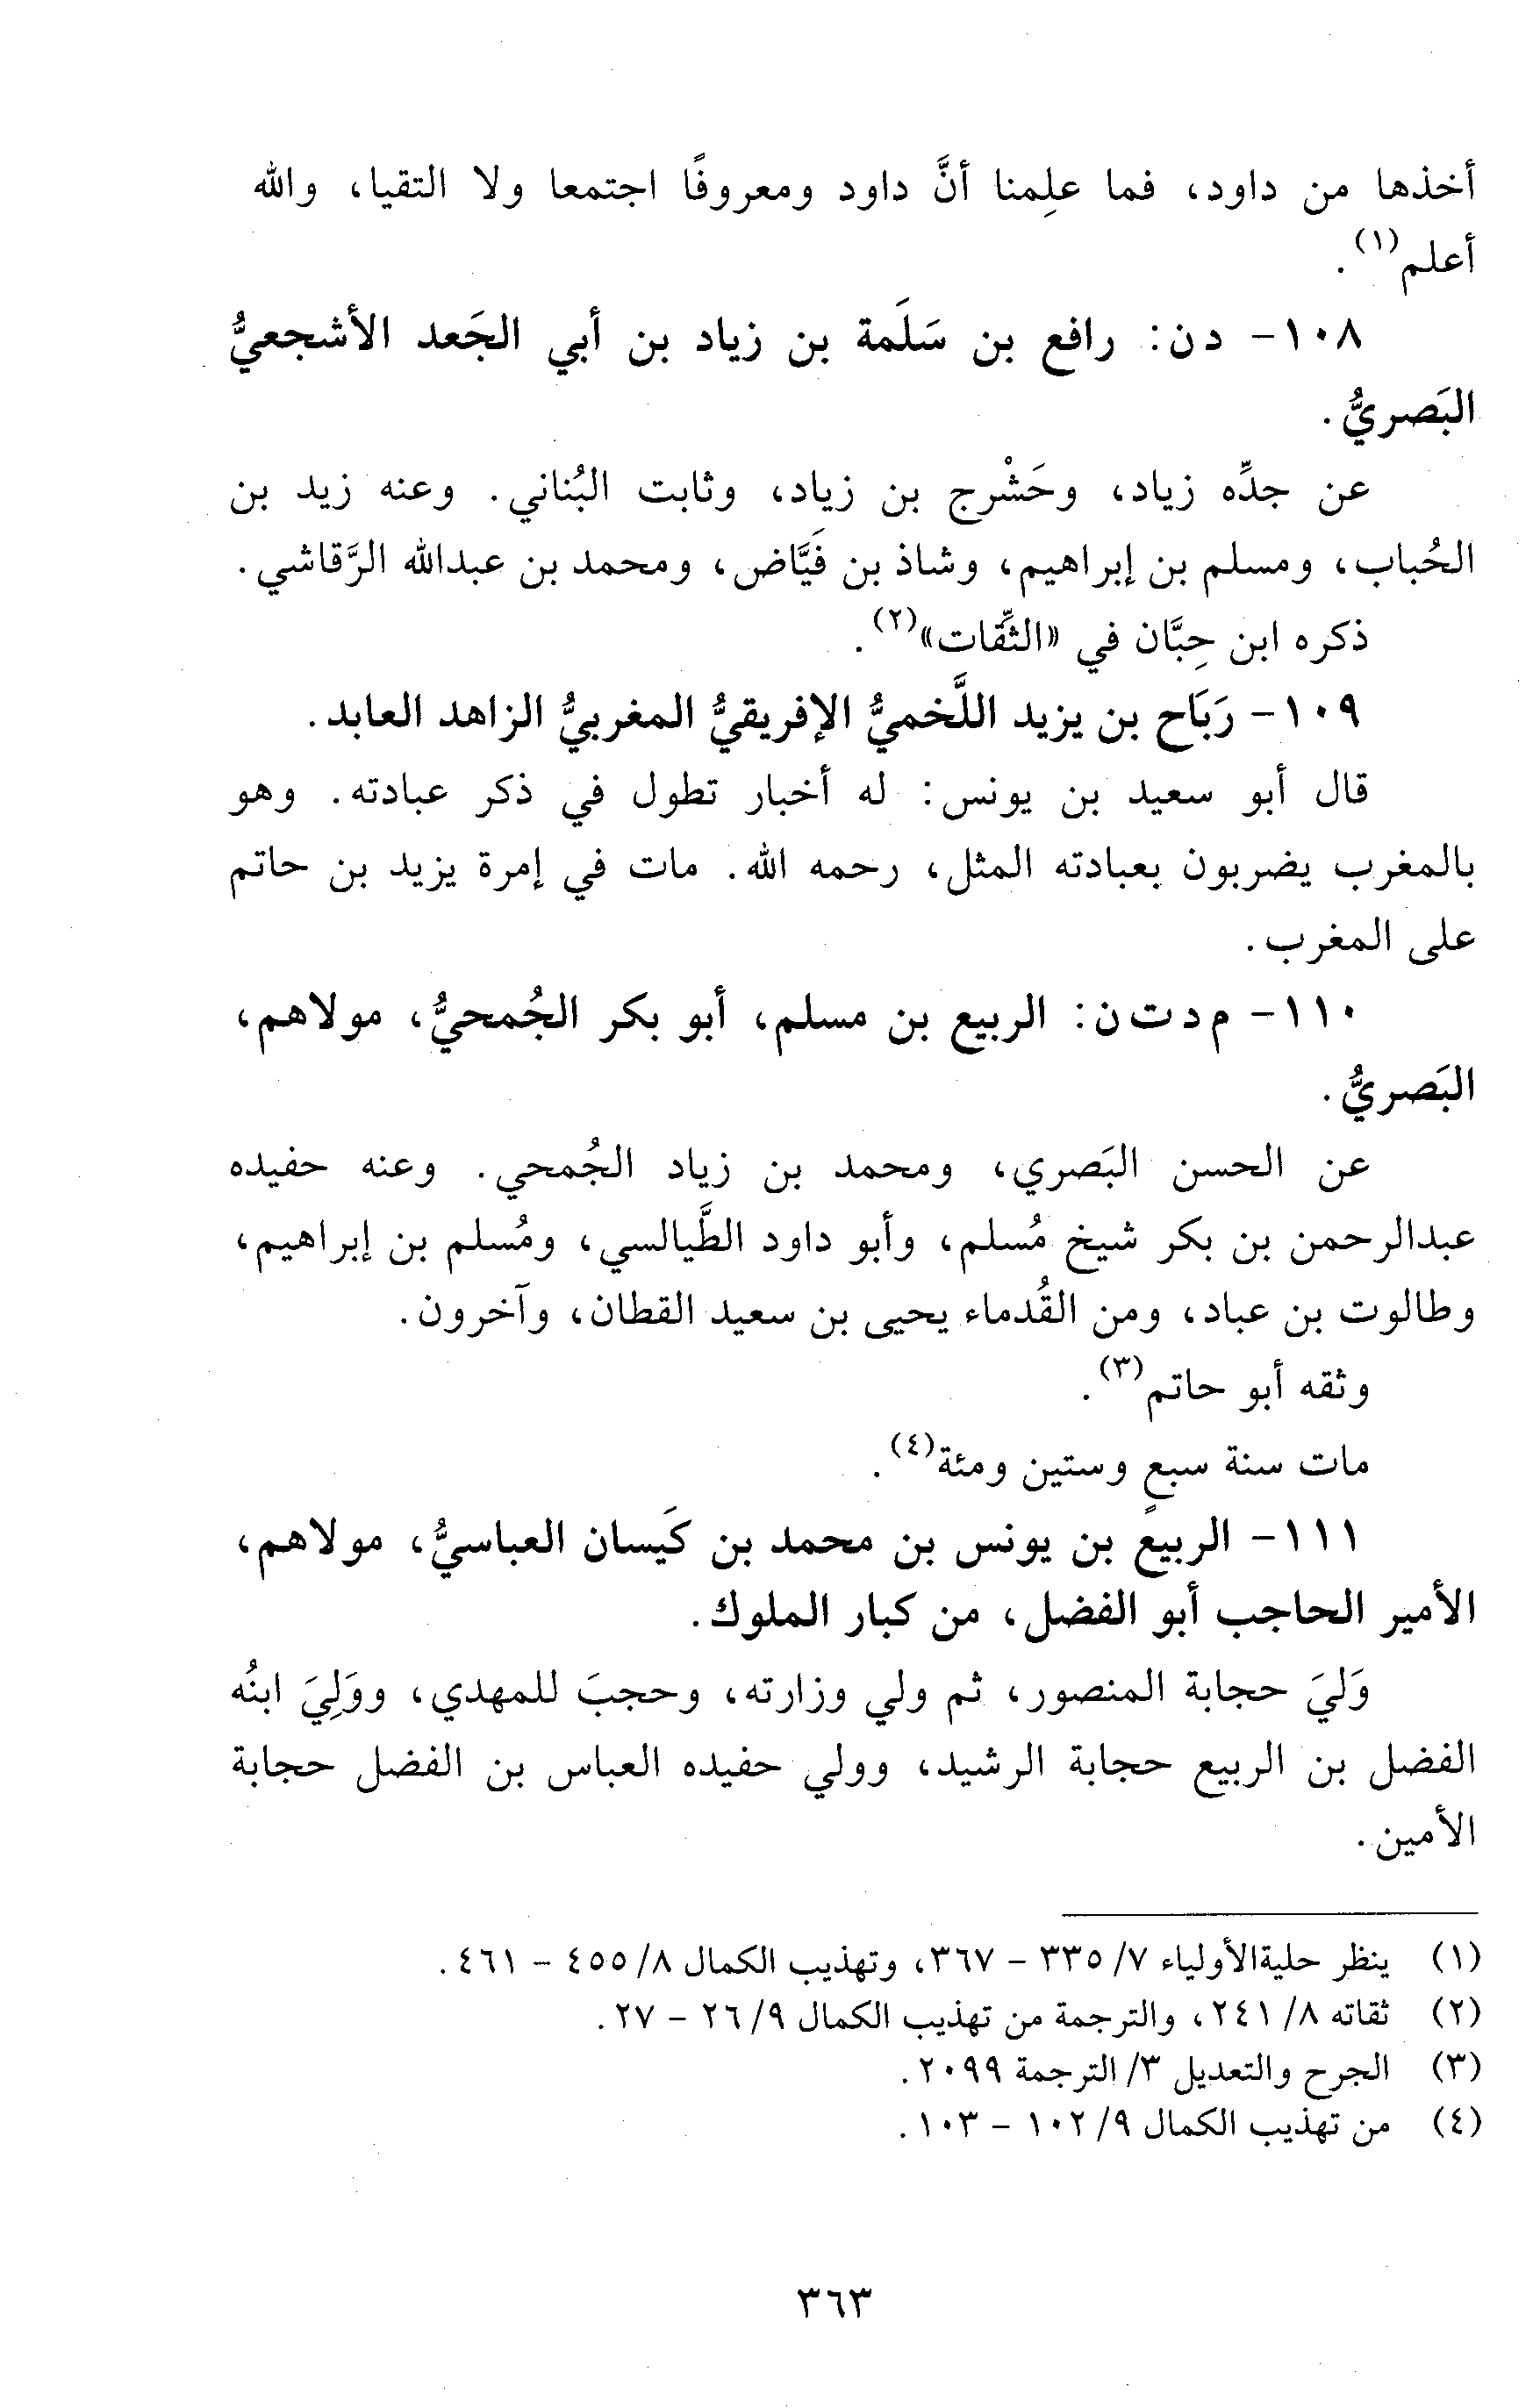 أخذها من داود، فما علِمنا أنَّ داود ومعروفًا اجتمعا ولا التقيا، والله
أعلم(١).
١٠٨- دن: رافع بن سَلَمة بن زياد بن أبي الجَعد الأشجعيُّ
البَصريُّ.
عن جدِّه زياد، وحَشْرج بن زياد، وثابت البُناني. وعنه زيد بن
الحُباب، ومسلم بن إبراهيم، وشاذ بن فَيَّاض، ومحمد بن عبدالله الرَّقاشي.
ذكره ابن حِبَّان في «الثِّقات»(٢).
١٠٩- رَبَاح بن يزيد اللَّخميُّ الإفريقيُّ المغربيُّ الزاهد العابد.
قال أبو سعيد بن يونس: له أخبار تطول في ذكر عبادته. وهو
بالمغرب يضربون بعبادته المثل، رحمه الله. مات في إمرة يزيد بن حاتم
على المغرب.
١١٠- م د ت ن: الربيع بن مسلم، أبو بكر الجُمحيُّ، مولاهم،
البَصريُّ.
عن الحسن البَصري، ومحمد بن زياد الجُمحي. وعنه حفيده
عبدالرحمن بن بكر شيخ مُسلم، وأبو داود الطَّيالسي، ومُسلم بن إبراهيم،
وطالوت بن عباد، ومن القُدماء يحيى بن سعيد القطان، وآخرون.
وثقه أبو حاتم(٣).
مات سنة سبعٍ وستين ومئة(٤).
١١١- الربيع بن يونس بن محمد بن كَيسان العباسيُّ، مولاهم،
الأمير الحاجب أبو الفضل، من كبار الملوك.
وَليَ حجابة المنصور، ثم ولي وزارته، وحجبَ للمهدي، ووَلِيَ ابنُه
الفضل بن الربيع حجابة الرشيد، وولي حفيده العباس بن الفضل حجابة
الأمين.
(١) ينظر حليةالأولياء ٧/ ٣٣٥ - ٣٦٧، وتهذيب الكمال ٨/ ٤٥٥ - ٤٦١.
(٢) ثقاته ٨/ ٢٤١، والترجمة من تهذيب الكمال ٩/ ٢٦ - ٢٧.
(٣) الجرح والتعديل ٣/ الترجمة ٢٠٩٩.
(٤) من تهذيب الكمال ٩/ ١٠٢ - ١٠٣.
٣٦٣